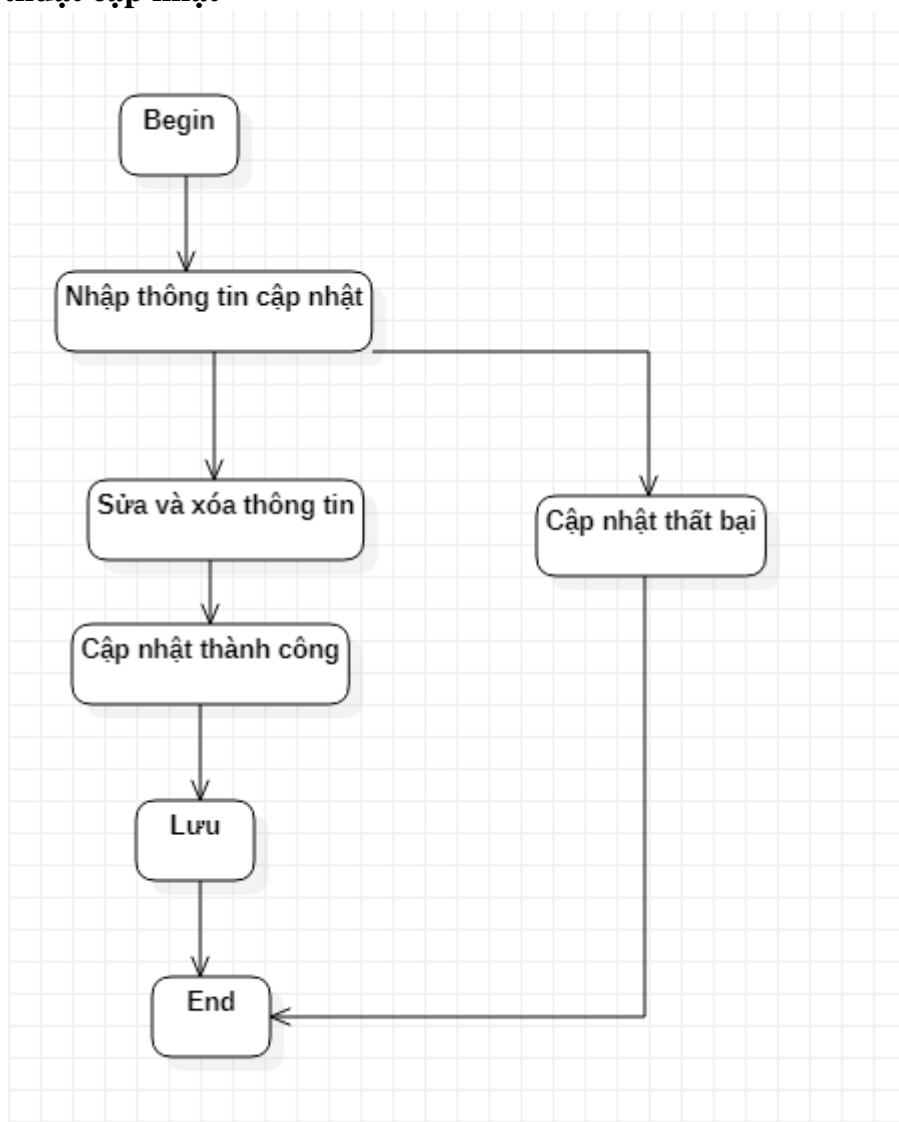 Begin
Nhập thông tin cập nhật
Sửa và xóa thông tin
Cập nhật thất bại
Cập nhật thành công
Lưu
End